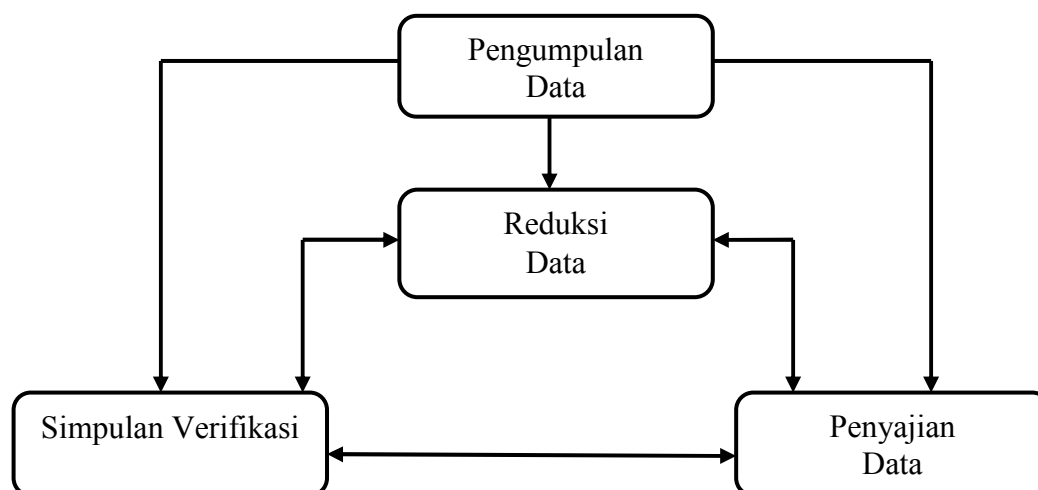 Pengumpulan
Data
Reduksi
Data
Simpulan Verifikasi
Penyajian
Data